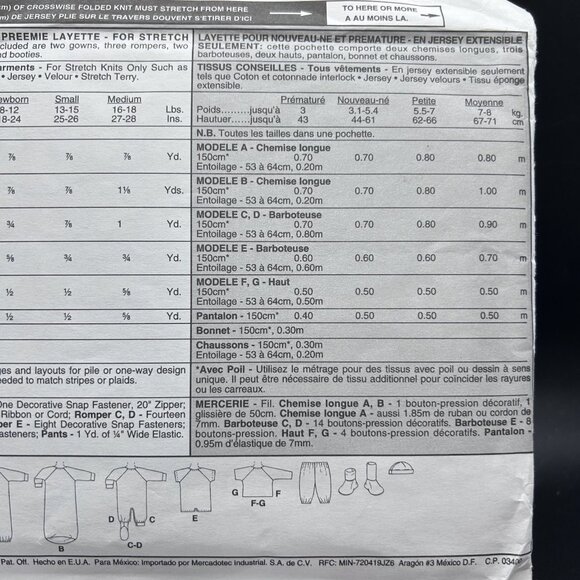 m) OF CROSSWISE FOLDED KNIT MUST STRETCH FROM HERE
m) DE JERSEY PLIE SUR LE TRAVERS DOIVENT S'ETIRER D'ICI
TO HERE OR MORE
A AU MOINS LA.
PREEMIE LAYETTE - FOR STRETCH
cluded are two gowns, three rompers, two
nd booties.
arments - For Stretch Knits Only Such as
• Jersey • Velour • Stretch Terry.
ewborn Small Medium
8-12 13-15 16-18 Lbs.
8-24 25-26 27-28 Ins.
⅞ ⅞ ⅞ Yd.
⅞ ⅞ 1⅛ Yds.
¾ ⅞ 1 Yd.
⅝ ¾ ¾ Yd.
½ ½ ⅝ Yd.
½ ½ ⅝ Yd.
ges and layouts for pile or one-way design
eeded to match stripes or plaids.
One Decorative Snap Fastener, 20" Zipper;
Ribbon or Cord; Romper C, D - Fourteen
per E - Eight Decorative Snap Fasteners;
asteners; Pants - 1 Yd. of ¼" Wide Elastic.
LAYETTE POUR NOUVEAU-NE ET PREMATURE - EN JERSEY EXTENSIBLE
SEULEMENT: cette pochette comporte deux chemises longues, trois
barboteuses, deux hauts, pantalon, bonnet et chaussons.
TISSUS CONSEILLES - Tous vêtements - En jersey extensible seulement
tels que Coton et cotonnade interlock • Jersey • Jersey velours • Tissu éponge
extensible.
Prématuré Nouveau-né Petite Moyenne
Poids........jusqu'à 3 3.1-5.4 5.5-7 7-8 kg.
Hautuer.....jusqu'à 43 44-61 62-66 67-71 cm
N.B. Toutes les tailles dans une pochette.
MODELE A - Chemise longue
150cm* 0.70 0.70 0.80 0.80 m
Entoilage - 53 à 64cm, 0.20m
MODELE B - Chemise longue
150cm* 0.70 0.70 0.80 1.00 m
Entoilage - 53 à 64cm, 0.20m
MODELE C, D - Barboteuse
150cm* 0.70 0.70 0.80 0.90 m
Entoilage - 53 à 64cm, 0.80m
MODELE E - Barboteuse
150cm* 0.60 0.60 0.60 0.70 m
Entoilage - 53 à 64cm, 0.60m
MODELE F, G - Haut
150cm* 0.50 0.50 0.50 0.50 m
Entoilage - 53 à 64cm, 0.50m
Pantalon - 150cm* 0.40 0.50 0.50 0.50 m
Bonnet - 150cm*, 0.30m
Chaussons - 150cm*, 0.30m
Entoilage - 53 à 64cm, 0.20m
*Avec Poil - Utilisez le métrage pour des tissus avec poil ou dessin à sens
unique. Il peut être nécessaire de tissu additionnel pour coïncider les rayures
ou les carreaux.
MERCERIE - Fil. Chemise longue A, B - 1 bouton-pression décoratif, 1
glissière de 50cm. Chemise longue A - aussi 1.85m de ruban ou cordon de
7mm. Barboteuse C, D - 14 boutons-pression décoratifs. Barboteuse E - 8
boutons-pression. Haut F, G - 4 boutons-pression décoratifs. Pantalon -
0.95m d'élastique de 7mm.
B
D C
C-D
E
G F
F-G
Pat. Off. Hecho en E.U.A. Para México: Importado por Mercadotec Industrial. S.A. de C.V. RFC: MIN-720419JZ6 Aragón #3 México D.F. C.P.